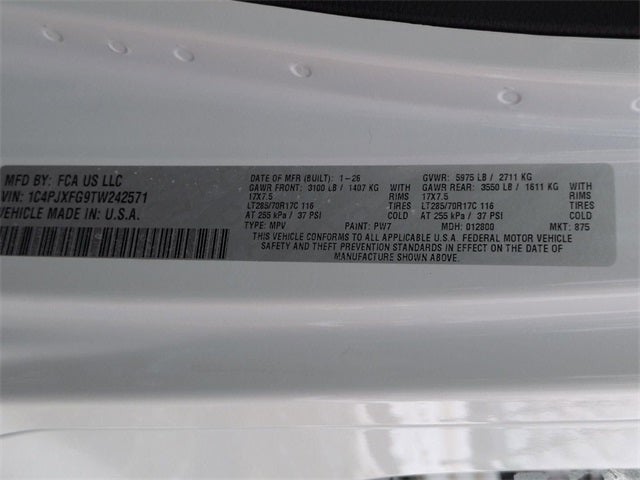 MFD BY: FCA US LLC
VIN: 1C4PJXFG9TW242571
VEHICLE MADE IN: U.S.A.
DATE OF MFR (BUILT): 1-26
GAWR FRONT: 3100 LB / 1407 KG WITH
17X7.5 RIMS
LT285/70R17C 116 TIRES
AT 255 kPa / 37 PSI COLD
TYPE: MPV PAINT: PW7
GVWR: 5975 LB / 2711 KG
GAWR REAR: 3550 LB / 1611 KG WITH
17X7.5 RIMS
LT285/70R17C 116 TIRES
AT 255 kPa / 37 PSI COLD
MDH: 012800 MKT: 875
THIS VEHICLE CONFORMS TO ALL APPLICABLE U.S.A. FEDERAL MOTOR VEHICLE
SAFETY AND THEFT PREVENTION STANDARDS IN EFFECT ON THE DATE OF
MANUFACTURE SHOWN ABOVE.